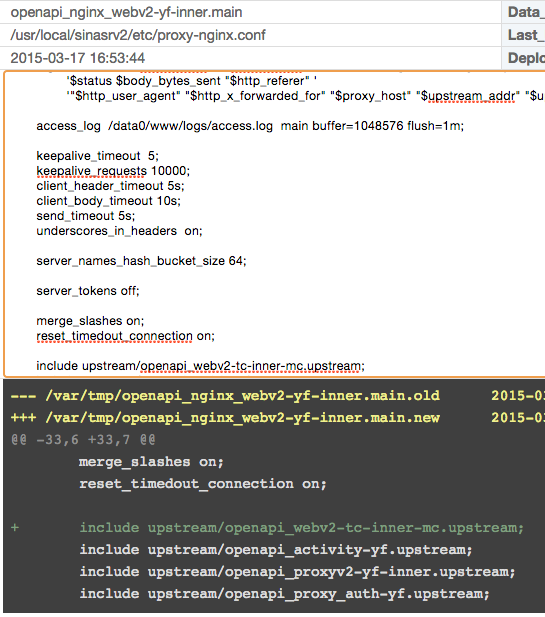 openapi_nginx_webv2-yf-inner.main Data_
/usr/local/sinasrv2/etc/proxy-nginx.conf Last_
2015-03-17 16:53:44 Deplo
'$status $body_bytes_sent "$http_referer" '
'"$http_user_agent" "$http_x_forwarded_for" "$proxy_host" "$upstream_addr" "$u
access_log /data0/www/logs/access.log main buffer=1048576 flush=1m;
keepalive_timeout 5;
keepalive_requests 10000;
client_header_timeout 5s;
client_body_timeout 10s;
send_timeout 5s;
underscores_in_headers on;
server_names_hash_bucket_size 64;
server_tokens off;
merge_slashes on;
reset_timedout_connection on;
include upstream/openapi_webv2-tc-inner-mc.upstream;
--- /var/tmp/openapi_nginx_webv2-yf-inner.main.old 2015-03
+++ /var/tmp/openapi_nginx_webv2-yf-inner.main.new 2015-03
@@ -33,6 +33,7 @@
merge_slashes on;
reset_timedout_connection on;
+ include upstream/openapi_webv2-tc-inner-mc.upstream;
include upstream/openapi_activity-yf.upstream;
include upstream/openapi_proxyv2-yf-inner.upstream;
include upstream/openapi_proxy_auth-yf.upstream;